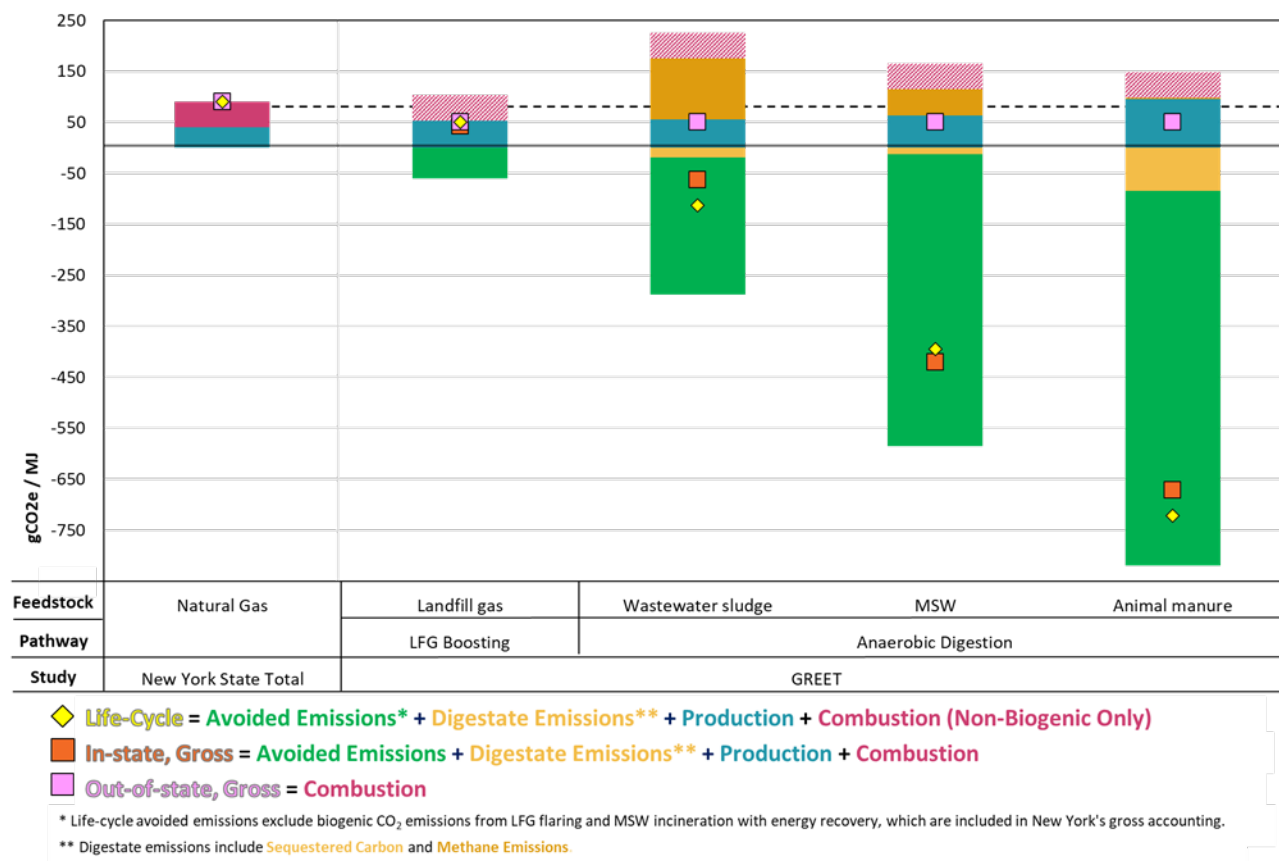 250
150
50
-50
-150
-250
-350
-450
-550
-650
-750
gCO2e / MJ
Feedstock Natural Gas Landfill gas Wastewater sludge MSW Animal manure
Pathway LFG Boosting Anaerobic Digestion
Study New York State Total GREET
Life-Cycle = Avoided Emissions* + Digestate Emissions** + Production + Combustion (Non-Biogenic Only)
In-state, Gross = Avoided Emissions + Digestate Emissions** + Production + Combustion
Out-of-state, Gross = Combustion
* Life-cycle avoided emissions exclude biogenic CO₂ emissions from LFG flaring and MSW incineration with energy recovery, which are included in New York's gross accounting.
** Digestate emissions include Sequestered Carbon and Methane Emissions.